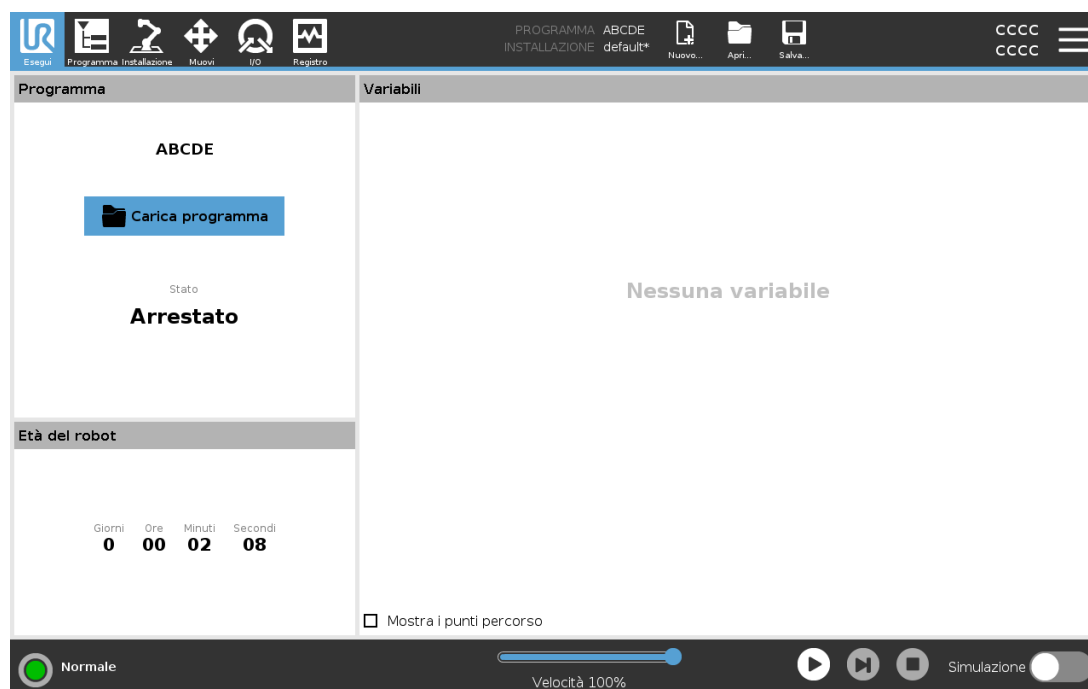 UR
Esegui
Programma
Installazione
Muovi
I/O
Registro
PROGRAMMA ABCDE
INSTALLAZIONE default*
Nuovo...
Apri...
Salva...
CCCC
CCCC
Programma
Variabili
ABCDE
Carica programma
Stato
Arrestato
Nessuna variabile
Età del robot
Giorni Ore Minuti Secondi
0 00 02 08
Mostra i punti percorso
Normale
Velocità 100%
Simulazione